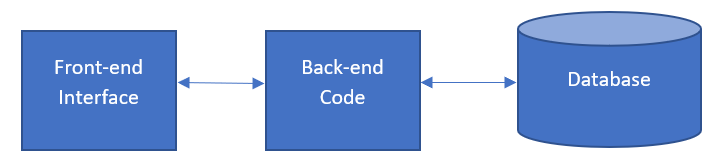 Front-end
Interface
Back-end
Code
Database